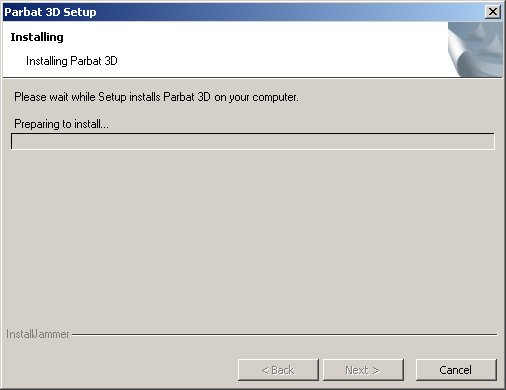 Parbat 3D Setup
Installing
Installing Parbat 3D
Please wait while Setup installs Parbat 3D on your computer.
Preparing to install...
InstallJammer
< Back
Next >
Cancel